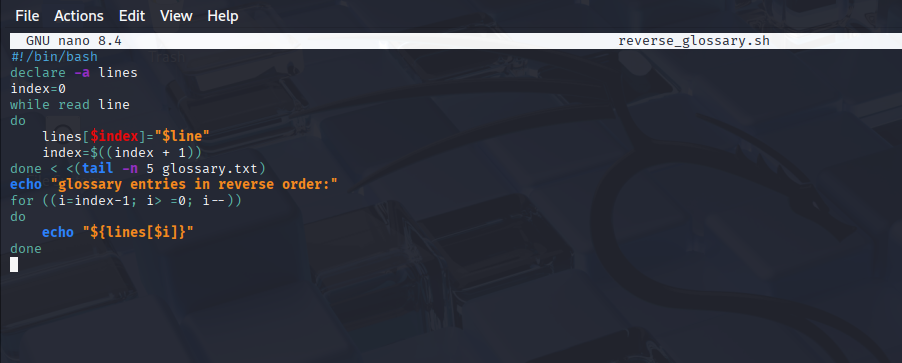 File Actions Edit View Help
GNU nano 8.4 reverse_glossary.sh
#!/bin/bash
declare -a lines
index=0
while read line
do
    lines[$index]="$line"
    index=$((index + 1))
done < <(tail -n 5 glossary.txt)
echo "glossary entries in reverse order:"
for ((i=index-1; i> =0; i--))
do
    echo "${lines[$i]}"
done